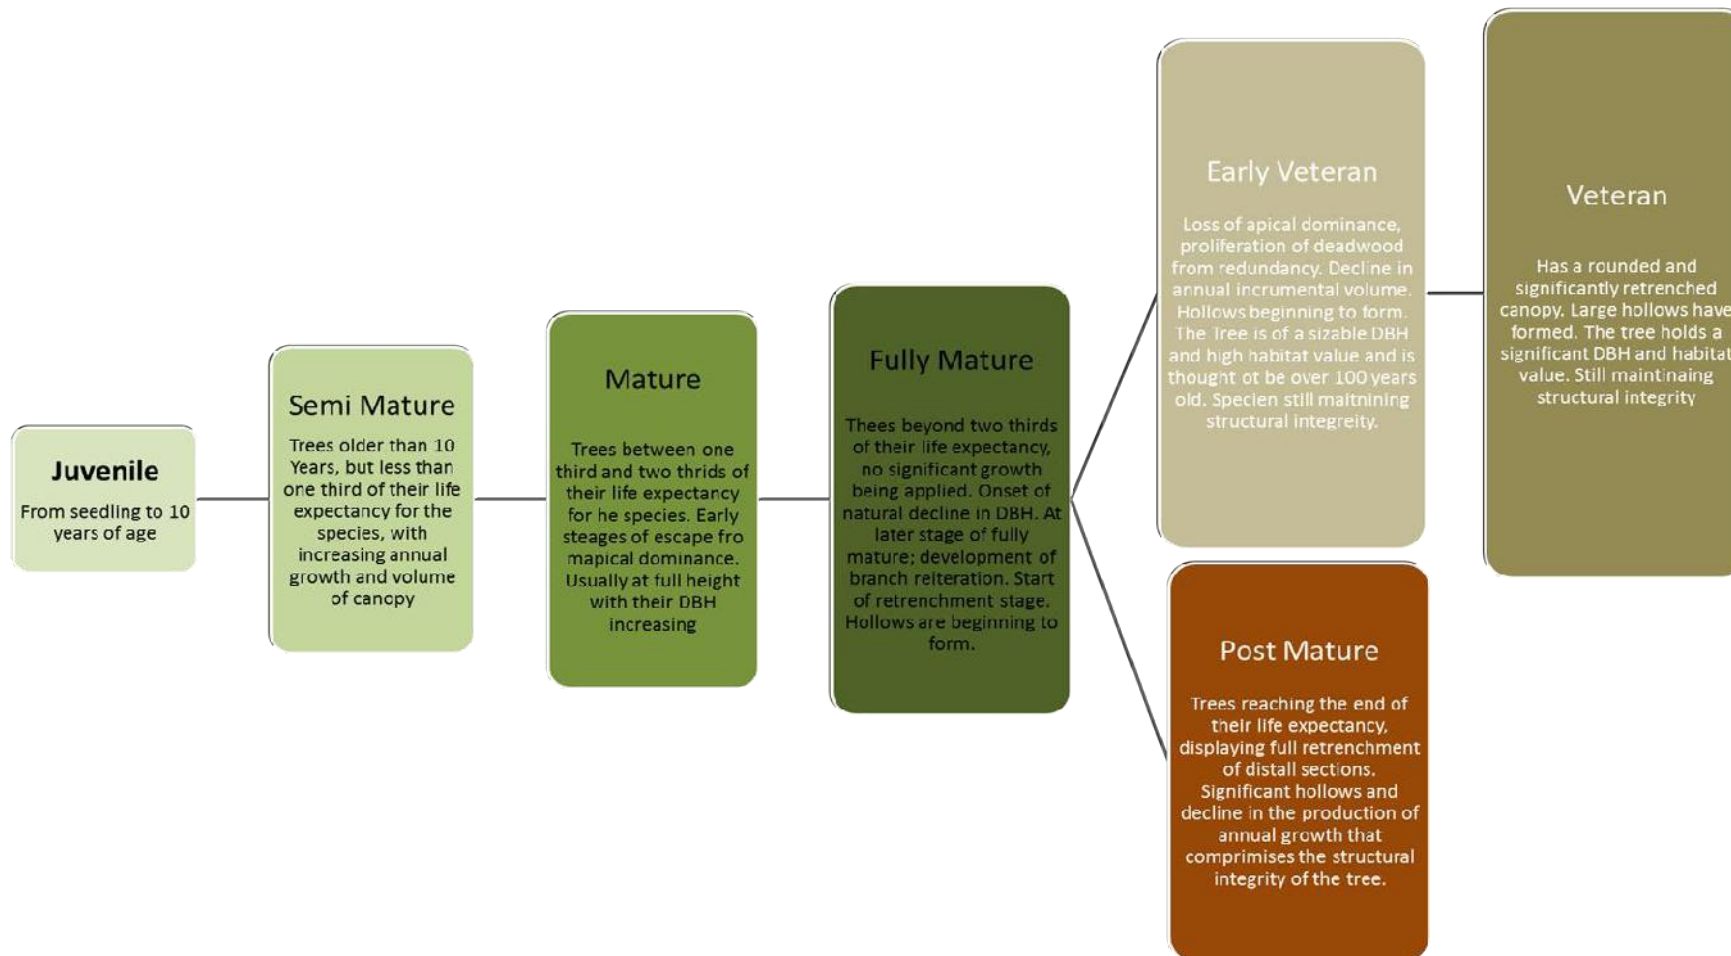 Juvenile
From seedling to 10
years of age
Semi Mature
Trees older than 10
Years, but less than
one third of their life
expectancy for the
species, with
increasing annual
growth and volume
of canopy
Mature
Trees between one
third and two thrids of
their life expectancy
for he species. Early
steages of escape fro
mapical dominance.
Usually at full height
with their DBH
increasing
Fully Mature
Thees beyond two thirds
of their life expectancy,
no significant growth
being applied. Onset of
natural decline in DBH. At
later stage of fully
mature; development of
branch reiteration. Start
of retrenchment stage.
Hollows are beginning to
form.
Early Veteran
Loss of apical dominance,
proliferation of deadwood
from redundancy. Decline in
annual incrumental volume.
Hollows beginning to form.
The Tree is of a sizable DBH
and high habitat value and is
thought ot be over 100 years
old. Specien still maitnining
structural integreity.
Veteran
Has a rounded and
significantly retrenched
canopy. Large hollows have
formed. The tree holds a
significant DBH and habitat
value. Still maintinaing
structural integrity
Post Mature
Trees reaching the end of
their life expectancy,
displaying full retrenchment
of distall sections.
Significant hollows and
decline in the production of
annual growth that
comprimises the structural
integrity of the tree.